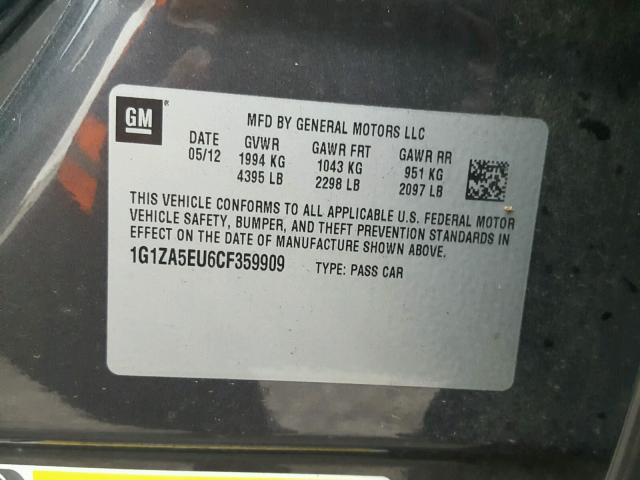 GM
MFD BY GENERAL MOTORS LLC
DATE GVWR GAWR FRT GAWR RR
05/12 1994 KG 1043 KG 951 KG
4395 LB 2298 LB 2097 LB
THIS VEHICLE CONFORMS TO ALL APPLICABLE U.S. FEDERAL MOTOR
VEHICLE SAFETY, BUMPER, AND THEFT PREVENTION STANDARDS IN
EFFECT ON THE DATE OF MANUFACTURE SHOWN ABOVE.
1G1ZA5EU6CF359909 TYPE: PASS CAR